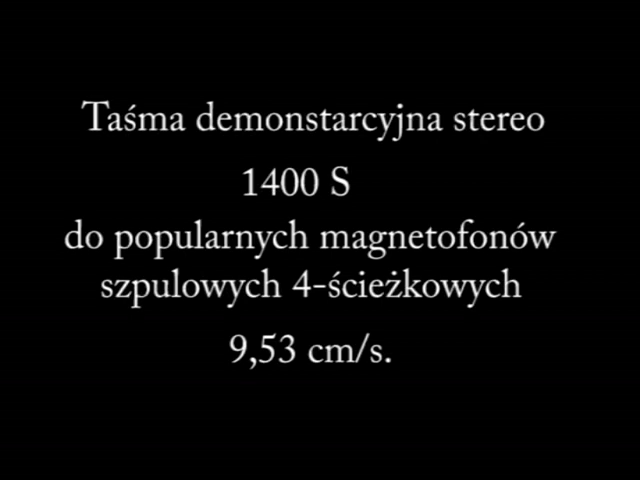 Taśma demonstarcyjna stereo
1400 S
do popularnych magnetofonów
szpulowych 4-ścieżkowych
9,53 cm/s.